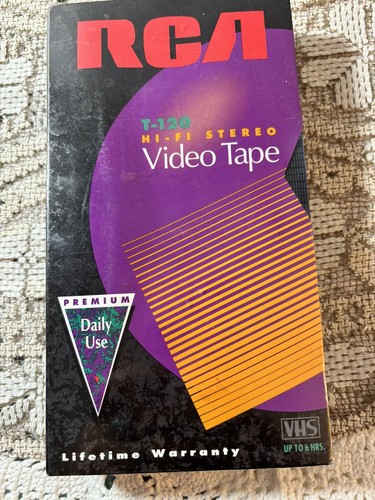 RCA
T-120
HI-FI STEREO
Video Tape
PREMIUM
Daily
Use
VHS
UP TO 6 HRS.
Lifetime Warranty